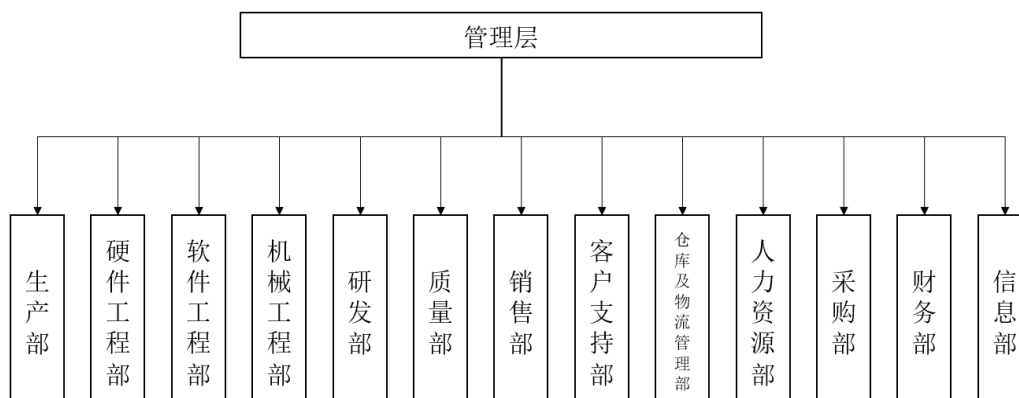 管理层
生产部
硬件工程部
软件工程部
机械工程部
研发部
质量部
销售部
客户支持部
仓库及物流管理部
人力资源部
采购部
财务部
信息部